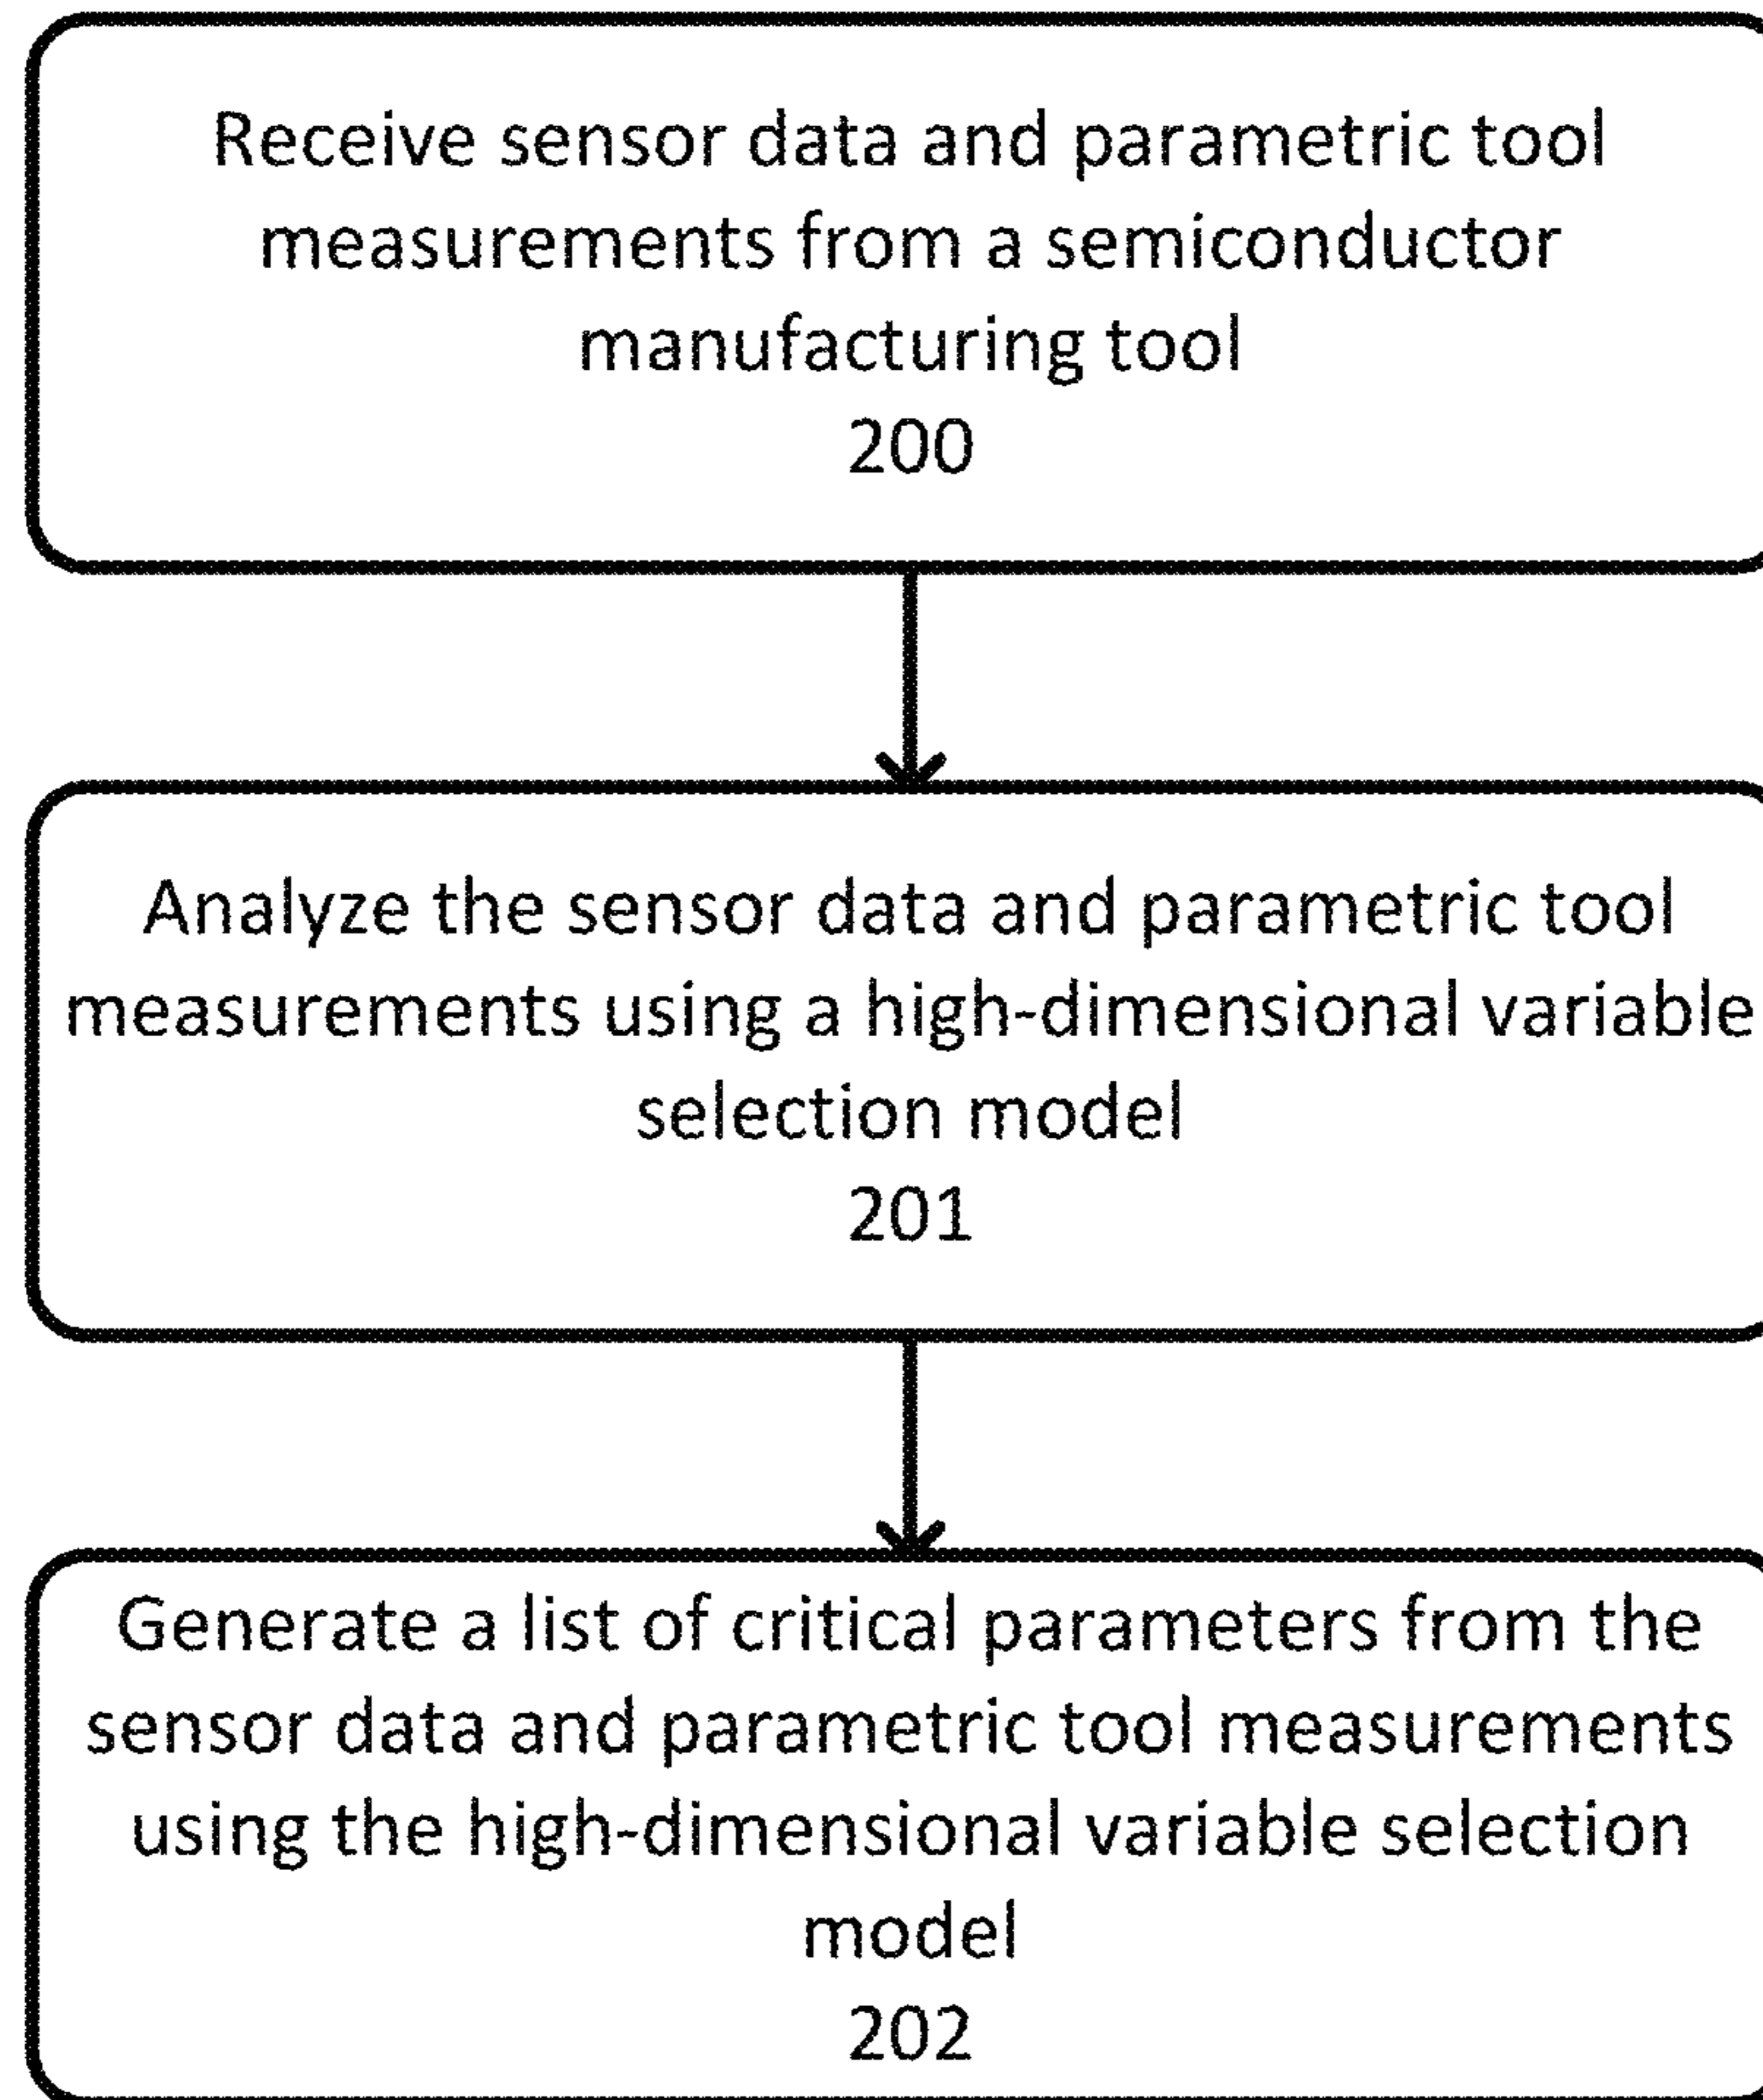 Receive sensor data and parametric tool
measurements from a semiconductor
manufacturing tool
200
Analyze the sensor data and parametric tool
measurements using a high-dimensional variable
selection model
201
Generate a list of critical parameters from the
sensor data and parametric tool measurements
using the high-dimensional variable selection
model
202